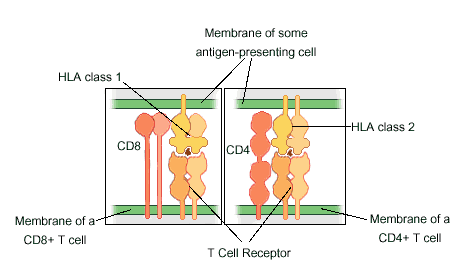 Membrane of some
antigen-presenting cell
HLA class 1
CD8
CD4
HLA class 2
Membrane of a
CD8+ T cell
T Cell Receptor
Membrane of a
CD4+ T cell